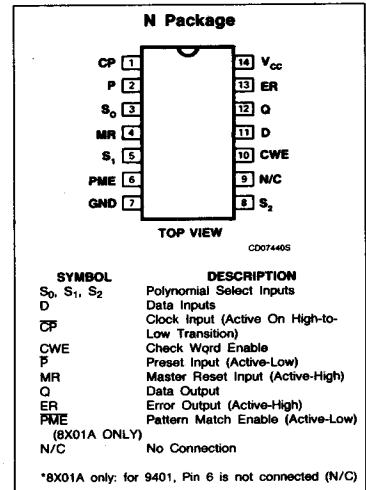 N Package
CP 1 14 VCC
P 2 13 ER
S0 3 12 Q
MR 4 11 D
S1 5 10 CWE
PME 6 9 N/C
GND 7 8 S2
TOP VIEW
CD07440S
SYMBOL DESCRIPTION
S0, S1, S2 Polynomial Select Inputs
D Data Inputs
C̅P̅ Clock Input (Active On High-to-
Low Transition)
CWE Check Word Enable
P̅ Preset Input (Active-Low)
MR Master Reset Input (Active-High)
Q Data Output
ER Error Output (Active-High)
P̅M̅E̅ Pattern Match Enable (Active-Low)
(8X01A ONLY)
N/C No Connection
*8X01A only: for 9401, Pin 6 is not connected (N/C)